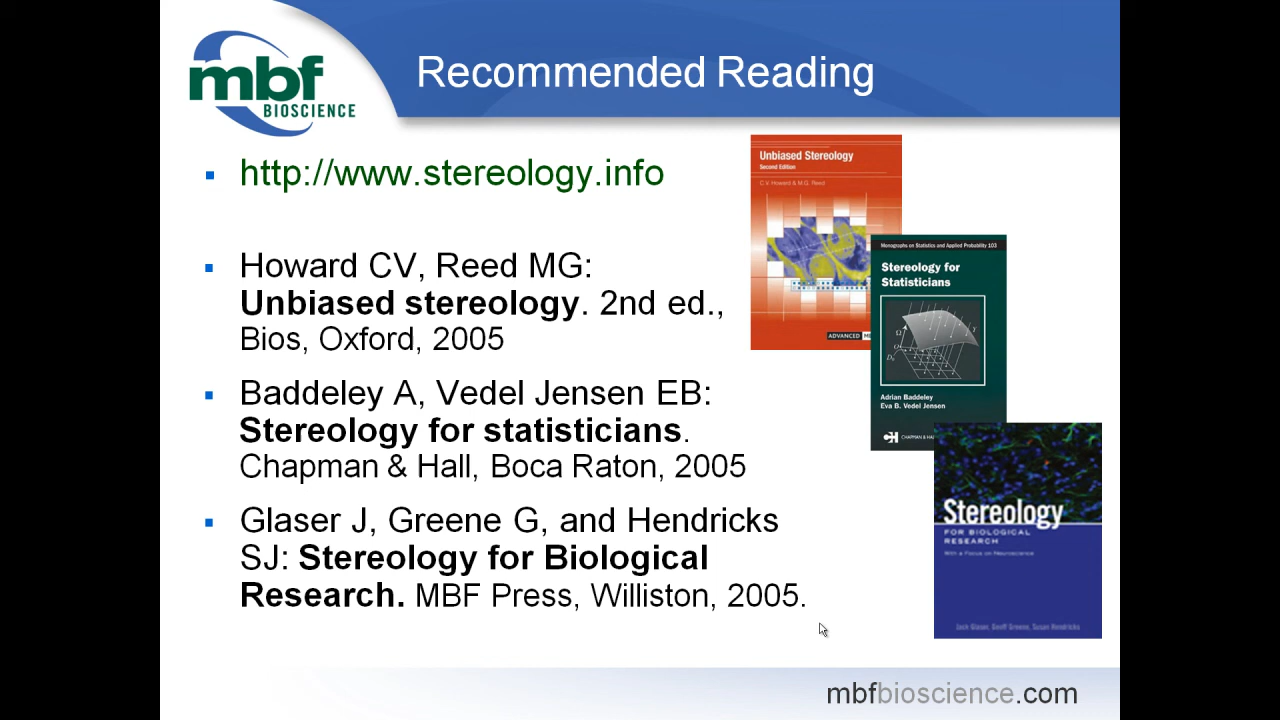 mbf
BIOSCIENCE
Recommended Reading
http://www.stereology.info
Howard CV, Reed MG:
Unbiased stereology. 2nd ed.,
Bios, Oxford, 2005
Baddeley A, Vedel Jensen EB:
Stereology for statisticians.
Chapman & Hall, Boca Raton, 2005
Glaser J, Greene G, and Hendricks
SJ: Stereology for Biological
Research. MBF Press, Williston, 2005.
Unbiased Stereology
Second Edition
C.V. Howard & M.G. Reed
ADVANCED
Monographs on Statistics and Applied Probability 103
Stereology for
Statisticians
Adrian Baddeley
Eva B. Vedel Jensen
CHAPMAN &
Stereology
FOR BIOLOGICAL
RESEARCH
With a Focus on Neuroscience
Geoff Greene, Susan Hendricks
mbfbioscience.com